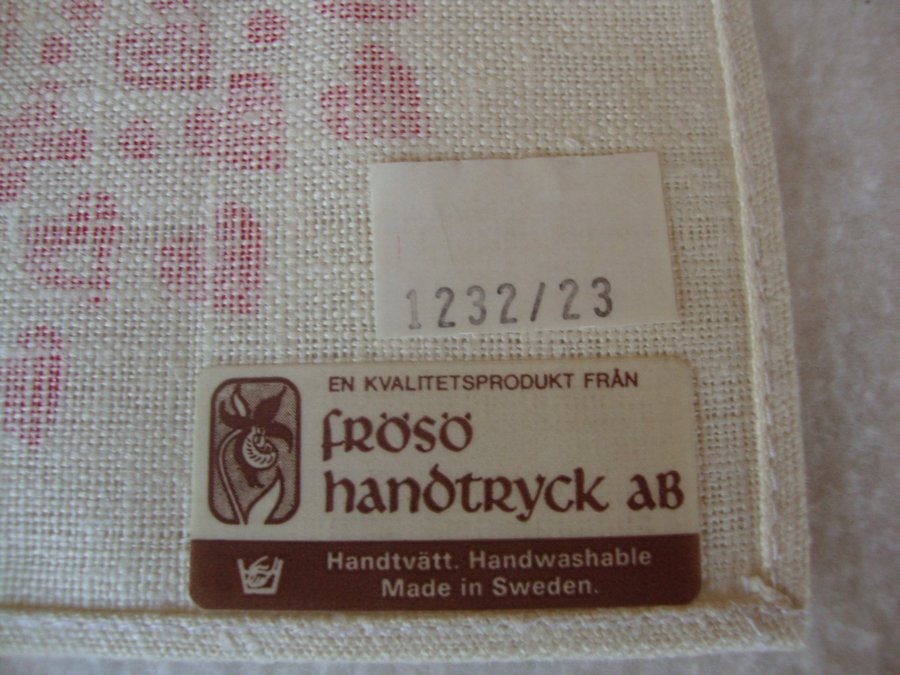 1232/23
EN KVALITETSPRODUKT FRÅN
fRÖSÖ
handtRyck aB
Handtvätt. Handwashable
Made in Sweden.